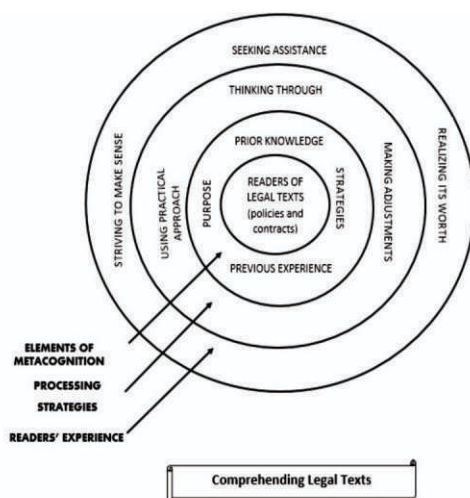 SEEKING ASSISTANCE
THINKING THROUGH
PRIOR KNOWLEDGE
READERS OF
LEGAL TEXTS
(policies and
contracts)
STRIVING TO MAKE SENSE
USING PRACTICAL
APPROACH
PURPOSE
STRATEGIES
MAKING ADJUSTMENTS
REALIZING ITS WORTH
PREVIOUS EXPERIENCE
ELEMENTS OF
METACOGNITION
PROCESSING
STRATEGIES
READERS' EXPERIENCE
Comprehending Legal Texts